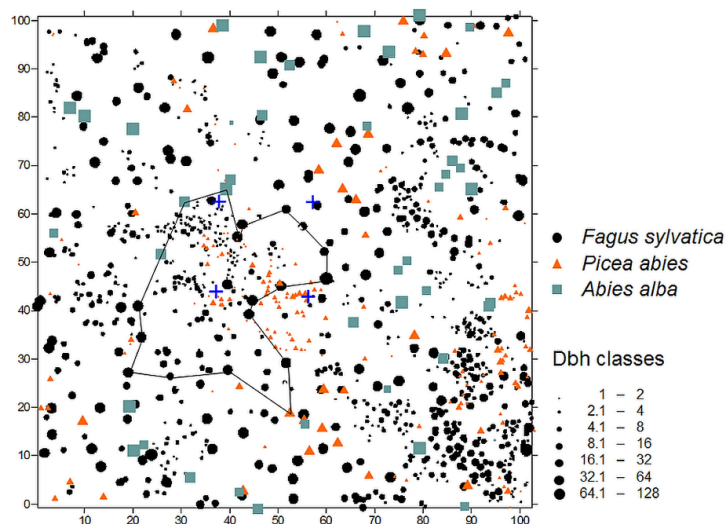 100
90
80
70
60
50
40
30
20
10
0
10 20 30 40 50 60 70 80 90 100
Fagus sylvatica
Picea abies
Abies alba
Dbh classes
1 – 2
2.1 – 4
4.1 – 8
8.1 – 16
16.1 – 32
32.1 – 64
64.1 – 128